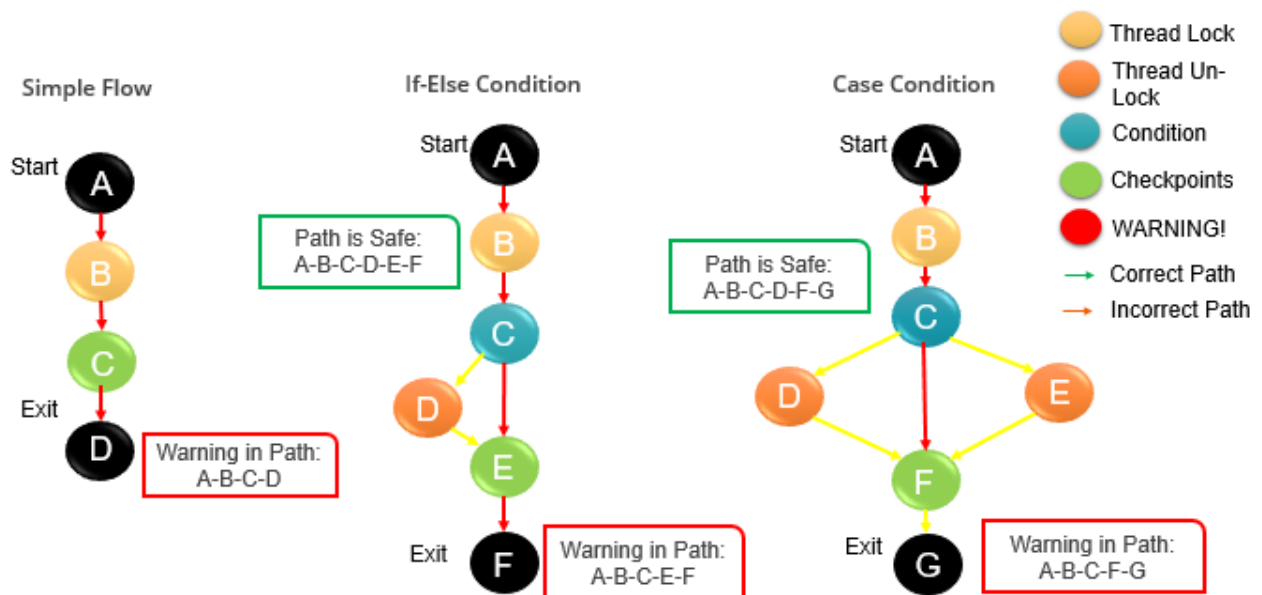 Simple Flow
Start
A
B
C
Exit
D
Warning in Path:
A-B-C-D
If-Else Condition
Start
A
Path is Safe:
A-B-C-D-E-F
B
C
D
E
Exit
F
Warning in Path:
A-B-C-E-F
Case Condition
Start
A
Path is Safe:
A-B-C-D-F-G
B
C
D
E
F
Exit
G
Warning in Path:
A-B-C-F-G
Thread Lock
Thread Un-
Lock
Condition
Checkpoints
WARNING!
Correct Path
Incorrect Path